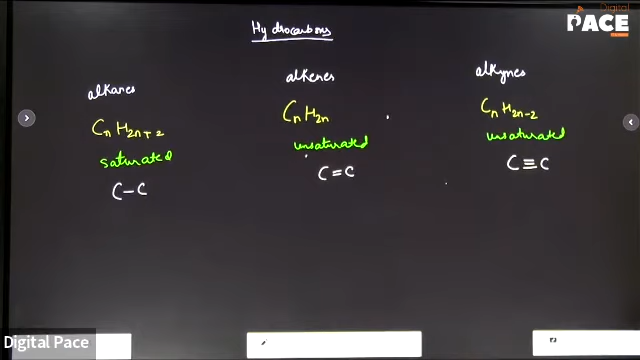 Digital
PACE
Hydrocarbons
alkanes
CnH2n+2
saturated
C-C
alkenes
CnH2n
unsaturated
C=C
alkynes
CnH2n-2
unsaturated
C≡C
Digital Pace